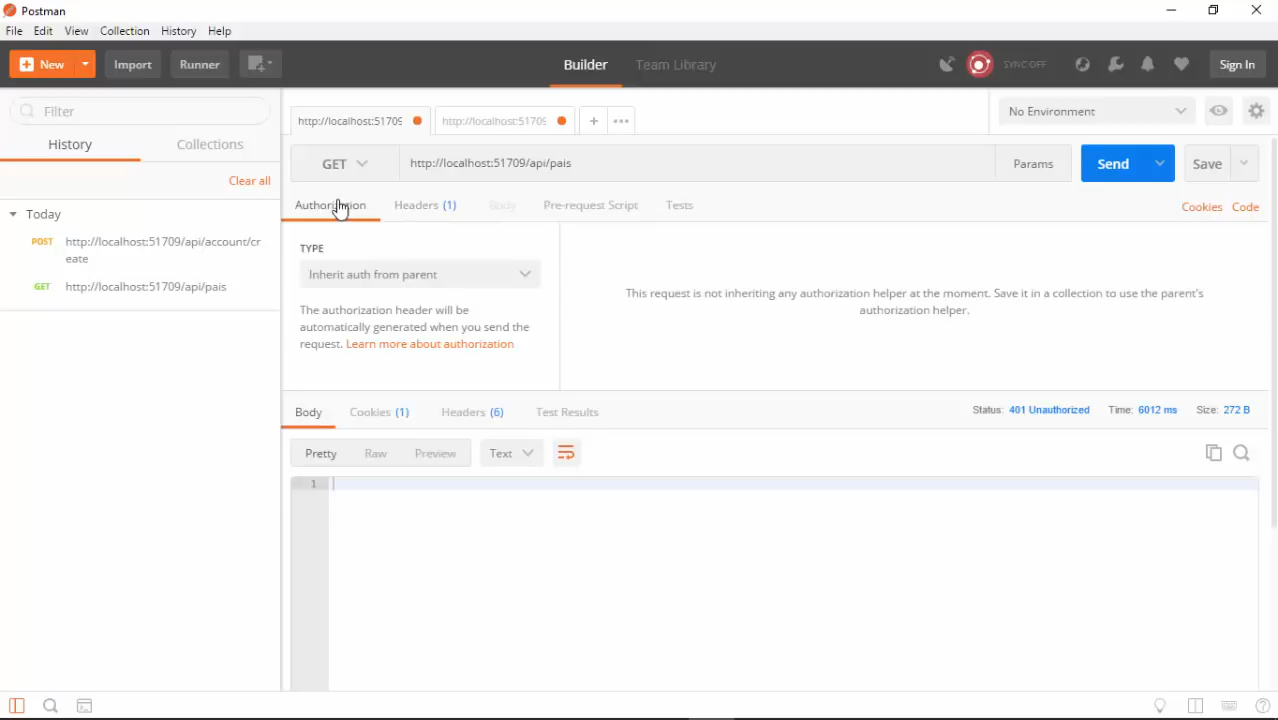 Postman
File Edit View Collection History Help
New Import Runner Builder Team Library SYNC OFF Sign In
Filter
History Collections
Clear all
Today
POST http://localhost:51709/api/account/cr
eate
GET http://localhost:51709/api/pais
http://localhost:51709 http://localhost:51709 No Environment
GET http://localhost:51709/api/pais Params Send Save
Authorization Headers (1) Body Pre-request Script Tests Cookies Code
TYPE
Inherit auth from parent
The authorization header will be
automatically generated when you send the
request. Learn more about authorization
This request is not inheriting any authorization helper at the moment. Save it in a collection to use the parent's
authorization helper.
Body Cookies (1) Headers (6) Test Results Status: 401 Unauthorized Time: 6012 ms Size: 272 B
Pretty Raw Preview Text
1